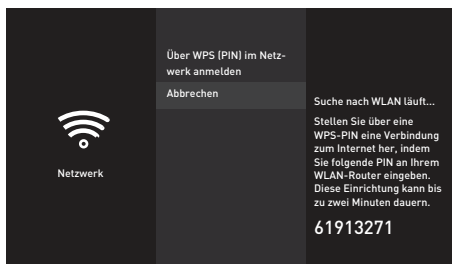 Über WPS (PIN) im Netz-
werk anmelden
Abbrechen
Netzwerk
Suche nach WLAN läuft...
Stellen Sie über eine
WPS-PIN eine Verbindung
zum Internet her, indem
Sie folgende PIN an Ihrem
WLAN-Router eingeben.
Diese Einrichtung kann bis
zu zwei Minuten dauern.
61913271